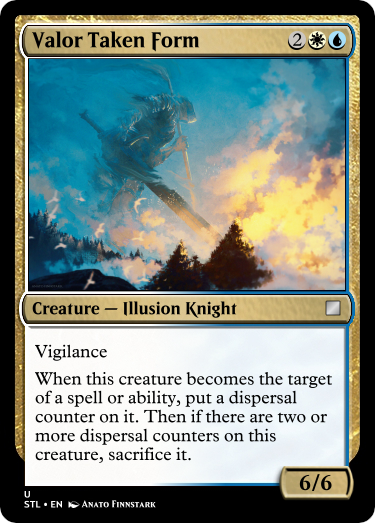 Valor Taken Form 2
Creature — Illusion Knight
Vigilance
When this creature becomes the target
of a spell or ability, put a dispersal
counter on it. Then if there are two or
more dispersal counters on this
creature, sacrifice it.
6/6
U
STL • EN Anato Finnstark